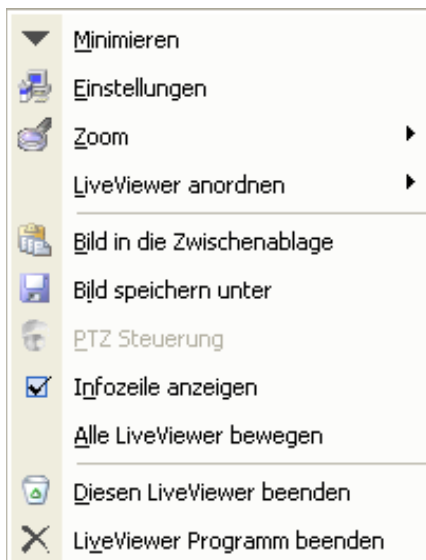 Minimieren
Einstellungen
Zoom
LiveViewer anordnen
Bild in die Zwischenablage
Bild speichern unter
PTZ Steuerung
Infozeile anzeigen
Alle LiveViewer bewegen
Diesen LiveViewer beenden
LiveViewer Programm beenden